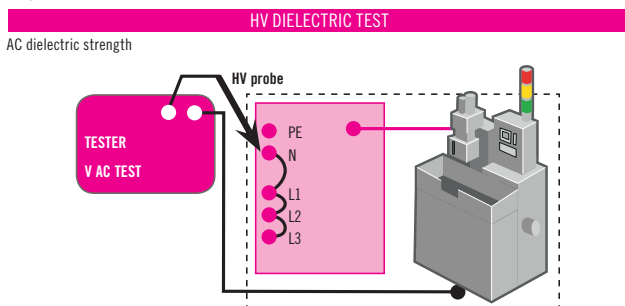 HV DIELECTRIC TEST
AC dielectric strength
HV probe
TESTER
V AC TEST
PE
N
L1
L2
L3